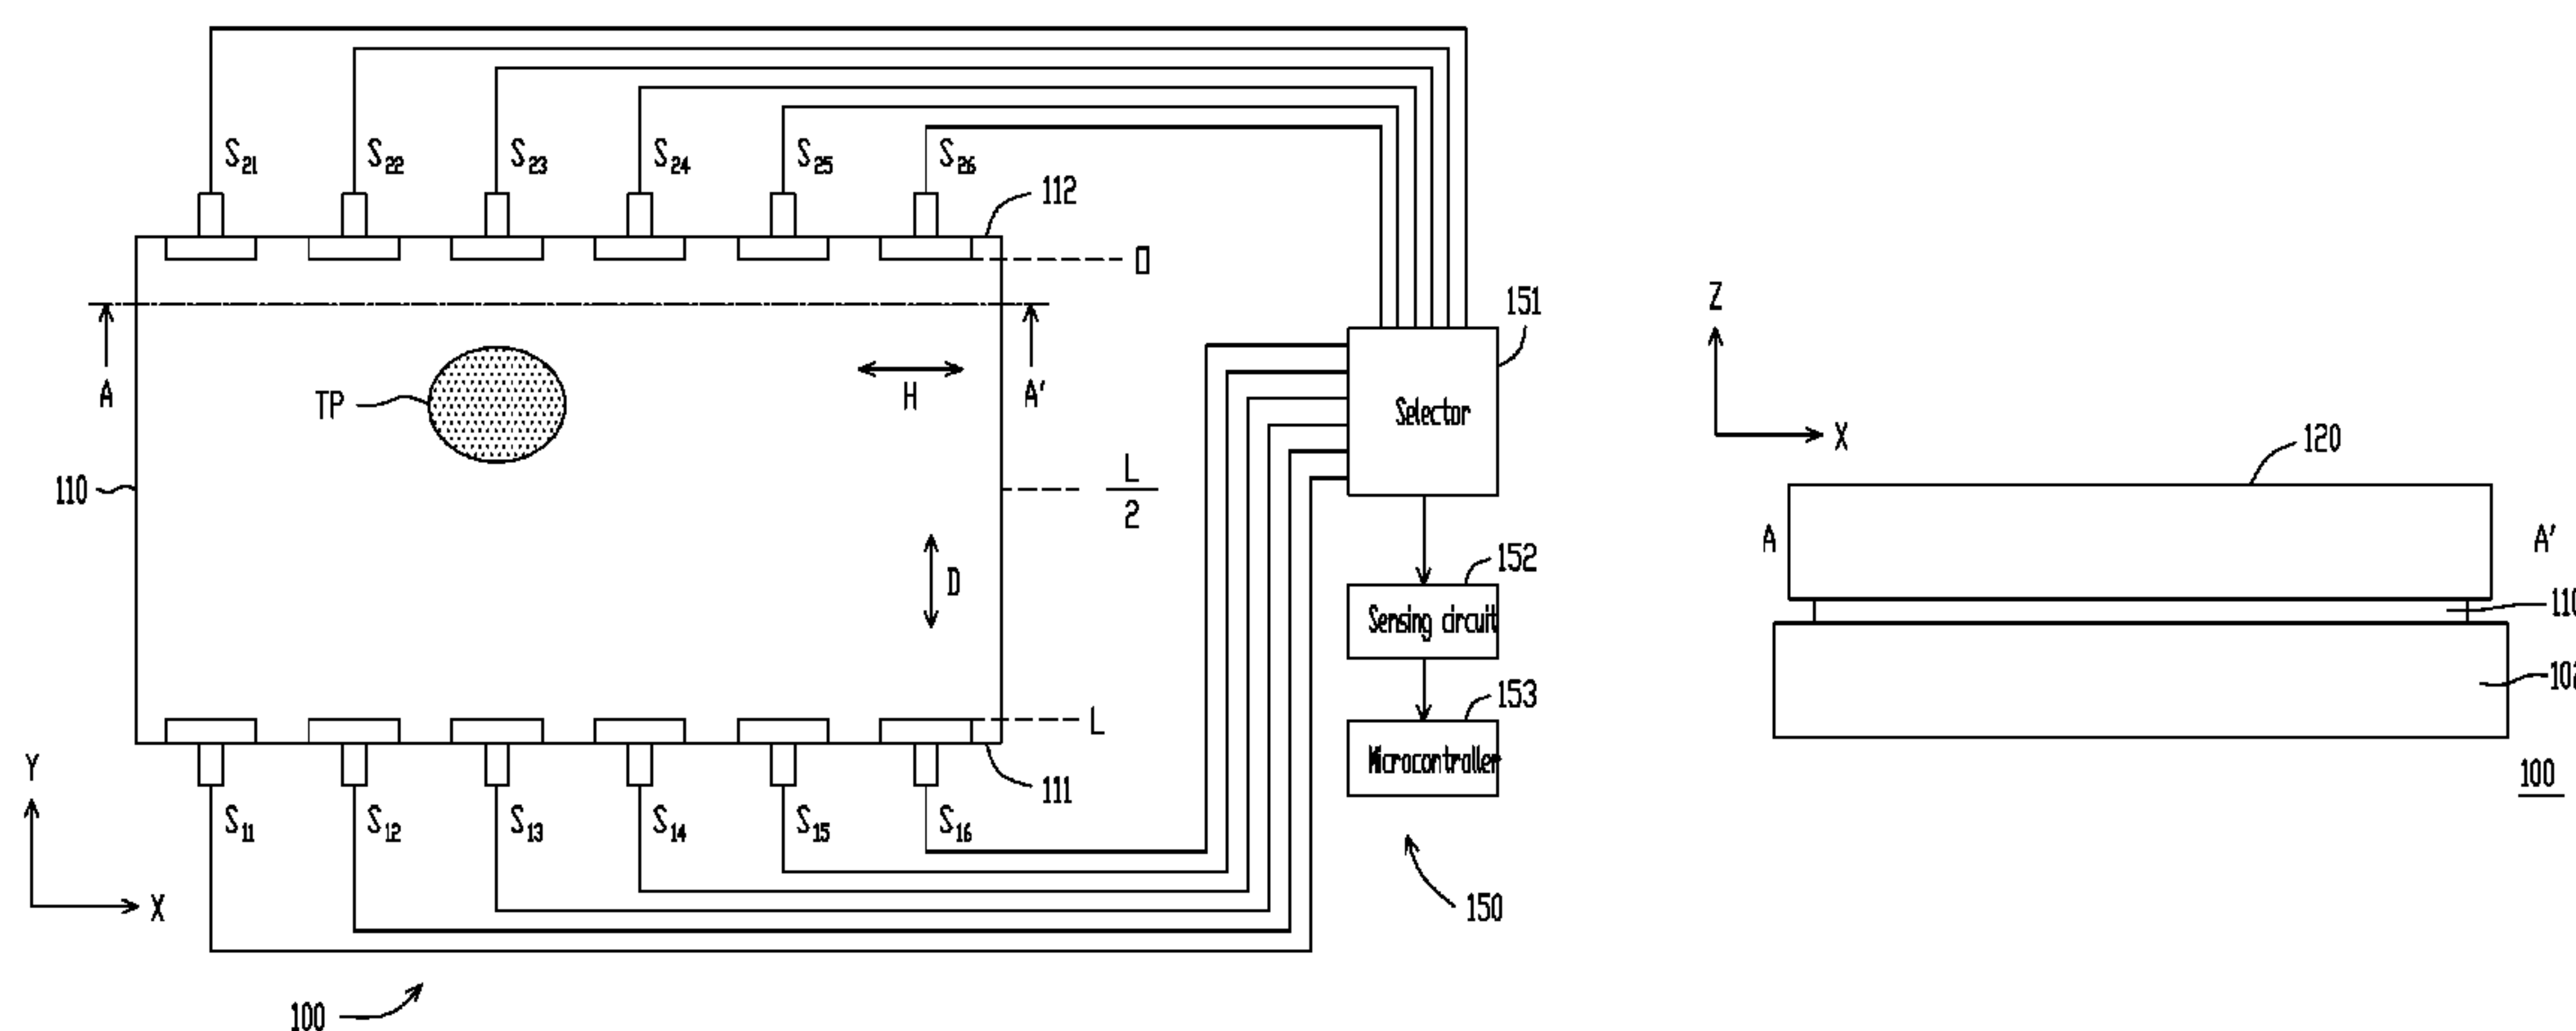 S21 S22 S23 S24 S25 S26
112
0
A
A'
H
TP
110
L
2
D
L
111
S11 S12 S13 S14 S15 S16
Y
X
100
151
Selector
152
Sensing circuit
153
Microcontroller
150
Z
X
120
A
A'
100